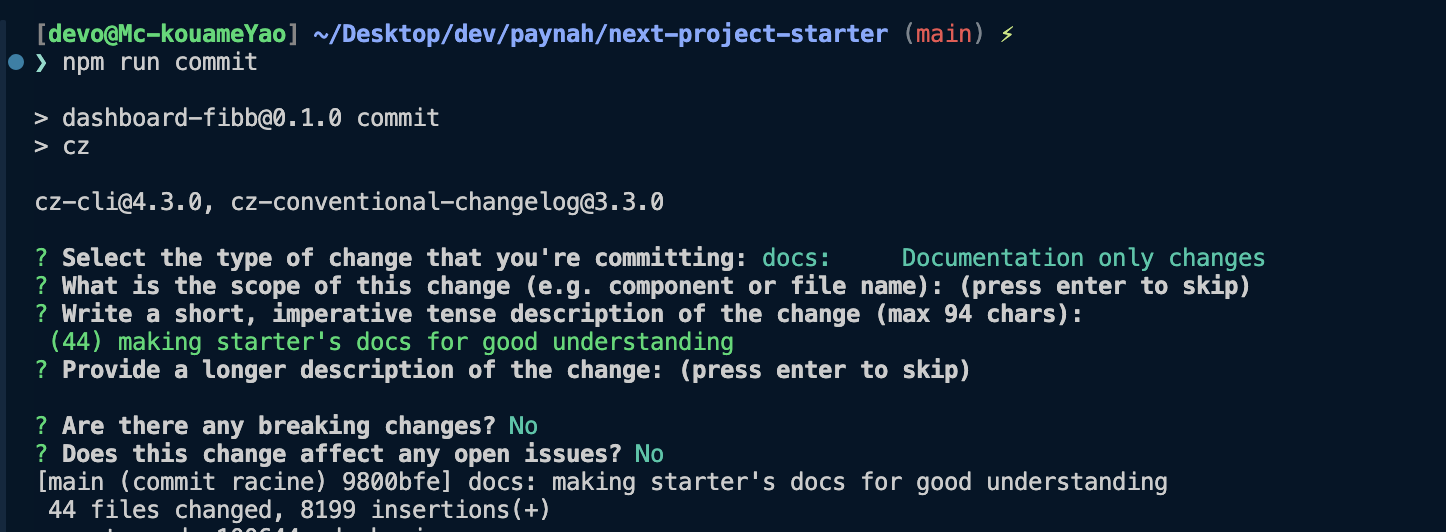 [devo@Mc-kouameYao] ~/Desktop/dev/paynah/next-project-starter (main) ⚡
❯ npm run commit
> dashboard-fibb@0.1.0 commit
> cz
cz-cli@4.3.0, cz-conventional-changelog@3.3.0
? Select the type of change that you're committing: docs:     Documentation only changes
? What is the scope of this change (e.g. component or file name): (press enter to skip)
? Write a short, imperative tense description of the change (max 94 chars):
(44) making starter's docs for good understanding
? Provide a longer description of the change: (press enter to skip)
? Are there any breaking changes? No
? Does this change affect any open issues? No
[main (commit racine) 9800bfe] docs: making starter's docs for good understanding
44 files changed, 8199 insertions(+)